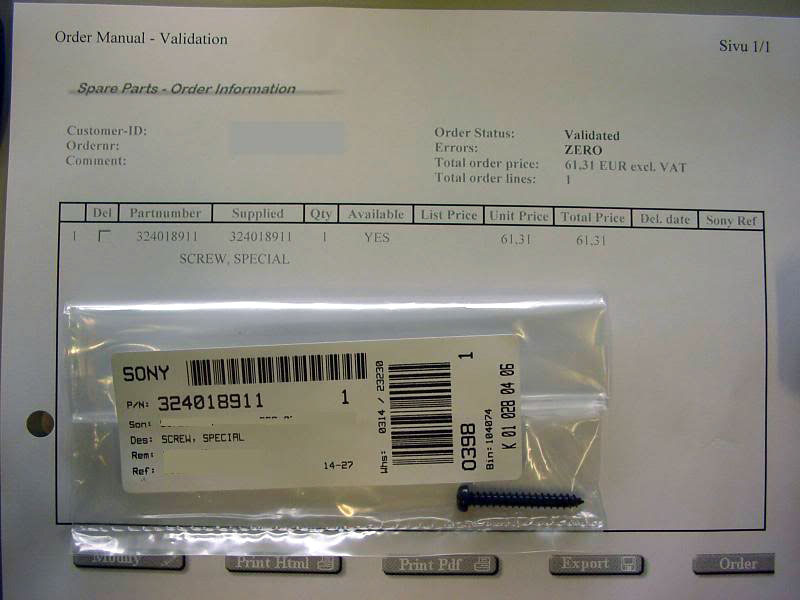 Order Manual - Validation
Sivu 1/1
Spare Parts - Order Information
Customer-ID:
Ordernr:
Comment:
Order Status: Validated
Errors: ZERO
Total order price: 61,31 EUR excl. VAT
Total order lines: 1
Del Partnumber Supplied Qty Available List Price Unit Price Total Price Del. date Sony Ref
1 324018911 324018911 1 YES 61,31 61,31
SCREW, SPECIAL
SONY
P/N: 324018911 1
Son:
Des: SCREW, SPECIAL
Rem:
Ref: 14-27
Whs: 0314 / 23230
0398 1
Bin: 104074
K 01 028 04 06
Modify Print Html Print Pdf Export Order